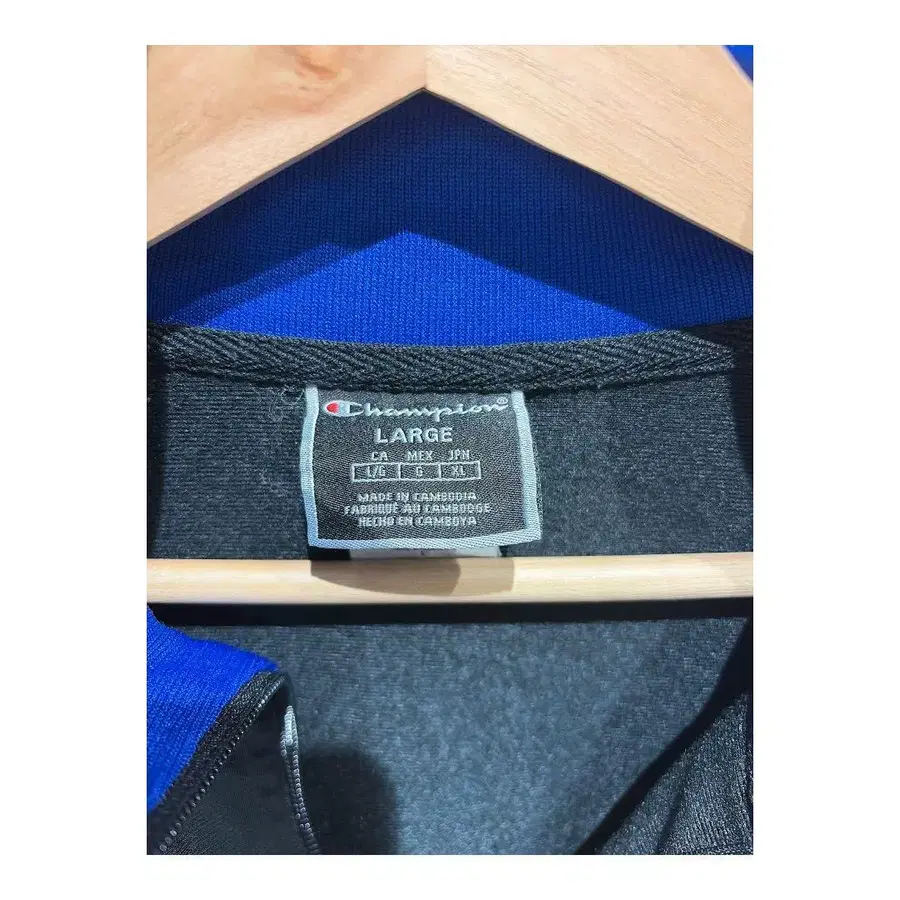 Champion®
LARGE
CA MEX JPN
L/G G XL
MADE IN CAMBODIA
FABRIQUÉ AU CAMBODGE
HECHO EN CAMBOYA